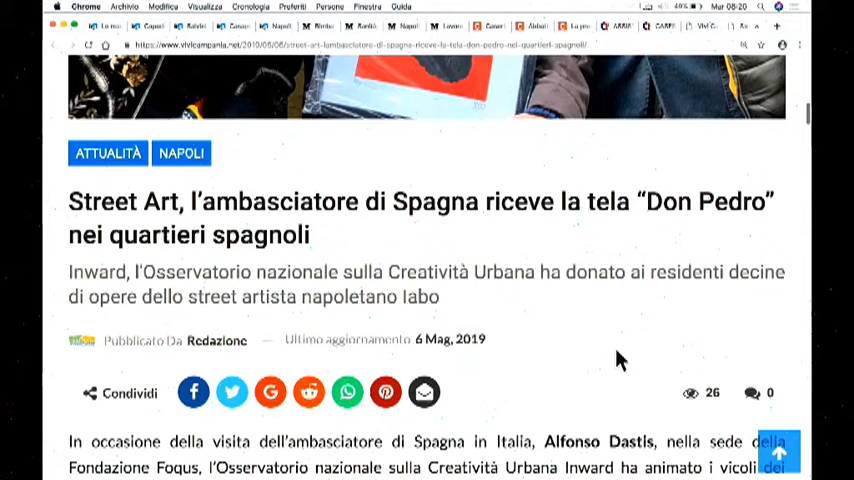 Chrome Archivio Modifica Visualizza Cronologia Preferiti Persone Finestra Guida
Mar 08:20
https://www.vivicampania.net/2019/05/06/street-art-lambasciatore-di-spagna-riceve-la-tela-don-pedro-nei-quartieri-spagnoli/
ATTUALITÀ NAPOLI
Street Art, l’ambasciatore di Spagna riceve la tela “Don Pedro”
nei quartieri spagnoli
Inward, l'Osservatorio nazionale sulla Creatività Urbana ha donato ai residenti decine
di opere dello street artista napoletano Iabo
Pubblicato Da Redazione — Ultimo aggiornamento 6 Mag, 2019
Condividi 26 0
In occasione della visita dell’ambasciatore di Spagna in Italia, Alfonso Dastis, nella sede della
Fondazione Foqus, l’Osservatorio nazionale sulla Creatività Urbana Inward ha animato i vicoli dei